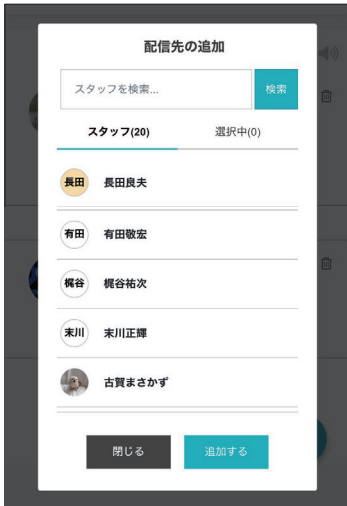 配信先の追加
スタッフを検索... 検索
スタッフ(20) 選択中(0)
長田 長田良夫
有田 有田敬宏
梶谷 梶谷祐次
末川 末川正輝
古賀まさかず
閉じる 追加する